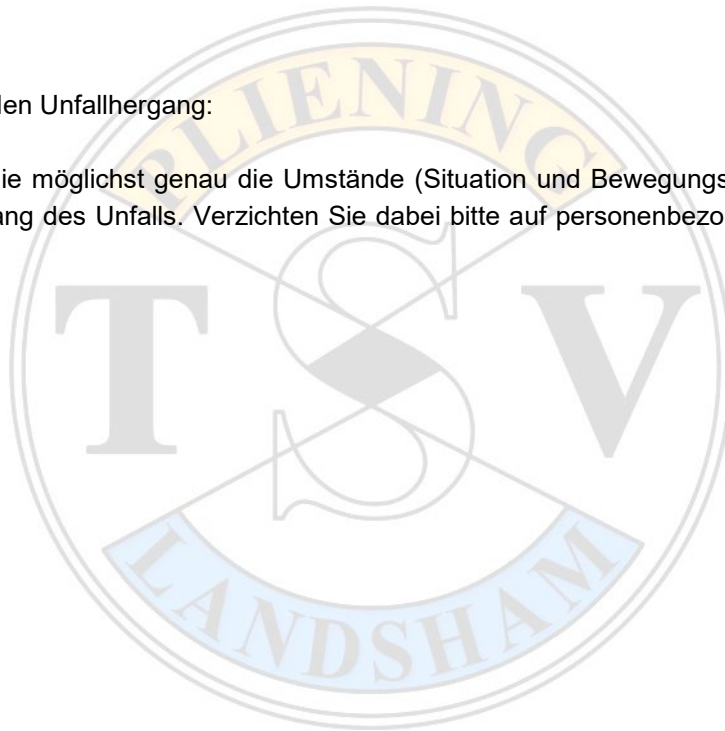 len Unfallhergang:
ie möglichst genau die Umstände (Situation und Bewegungs
ang des Unfalls. Verzichten Sie dabei bitte auf personenbezo
PLIENING
TSV
LANDSHAM